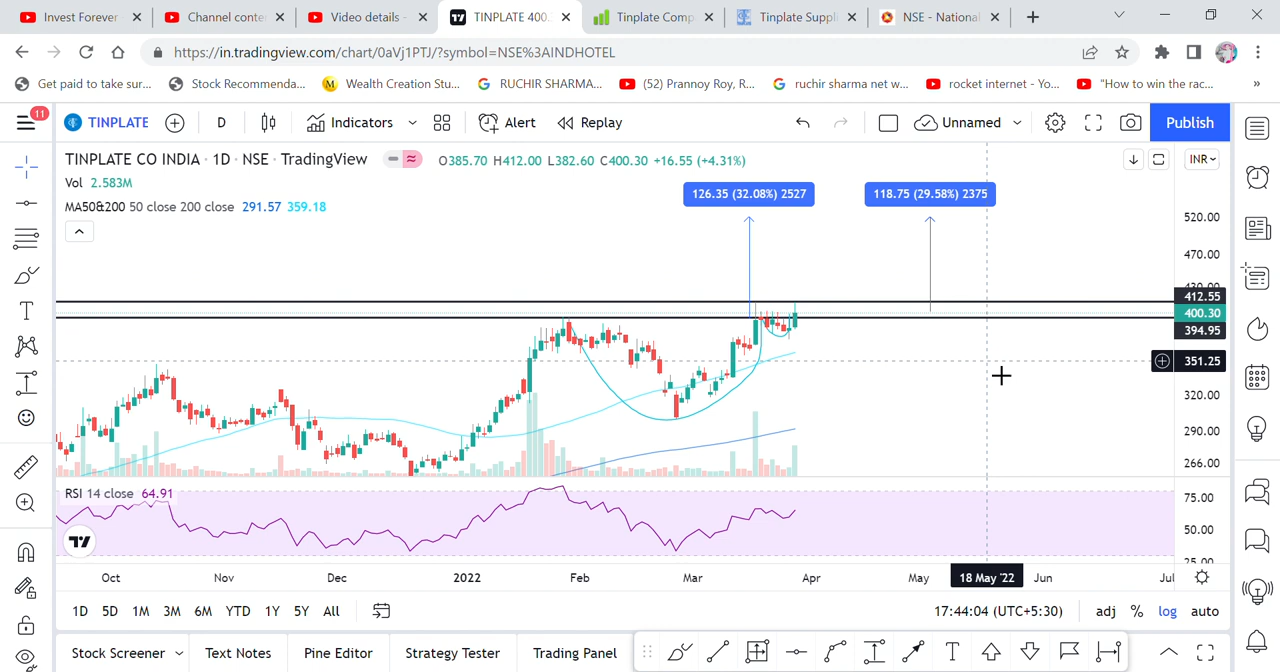 Invest Forever
Channel conte
Video details -
TINPLATE 400.
Tinplate Comp
Tinplate Suppli
NSE - National
https://in.tradingview.com/chart/0aVj1PTJ/?symbol=NSE%3AINDHOTEL
Get paid to take sur...
Stock Recommenda...
M Wealth Creation Stu...
RUCHIR SHARMA...
(52) Prannoy Roy, R...
ruchir sharma net w...
rocket internet - Yo...
"How to win the rac...
11
TINPLATE
D
Indicators
Alert
Replay
Unnamed
Publish
TINPLATE CO INDIA · 1D · NSE · TradingView
O385.70 H412.00 L382.60 C400.30 +16.55 (+4.31%)
INR
Vol 2.583M
126.35 (32.08%) 2527
118.75 (29.58%) 2375
MA50&200 50 close 200 close 291.57 359.18
520.00
470.00
412.55
400.30
394.95
351.25
320.00
290.00
266.00
RSI 14 close 64.91
75.00
50.00
25.00
Oct Nov Dec 2022 Feb Mar Apr May 18 May '22 Jun Jul
1D 5D 1M 3M 6M YTD 1Y 5Y All
17:44:04 (UTC+5:30)
adj % log auto
Stock Screener
Text Notes
Pine Editor
Strategy Tester
Trading Panel